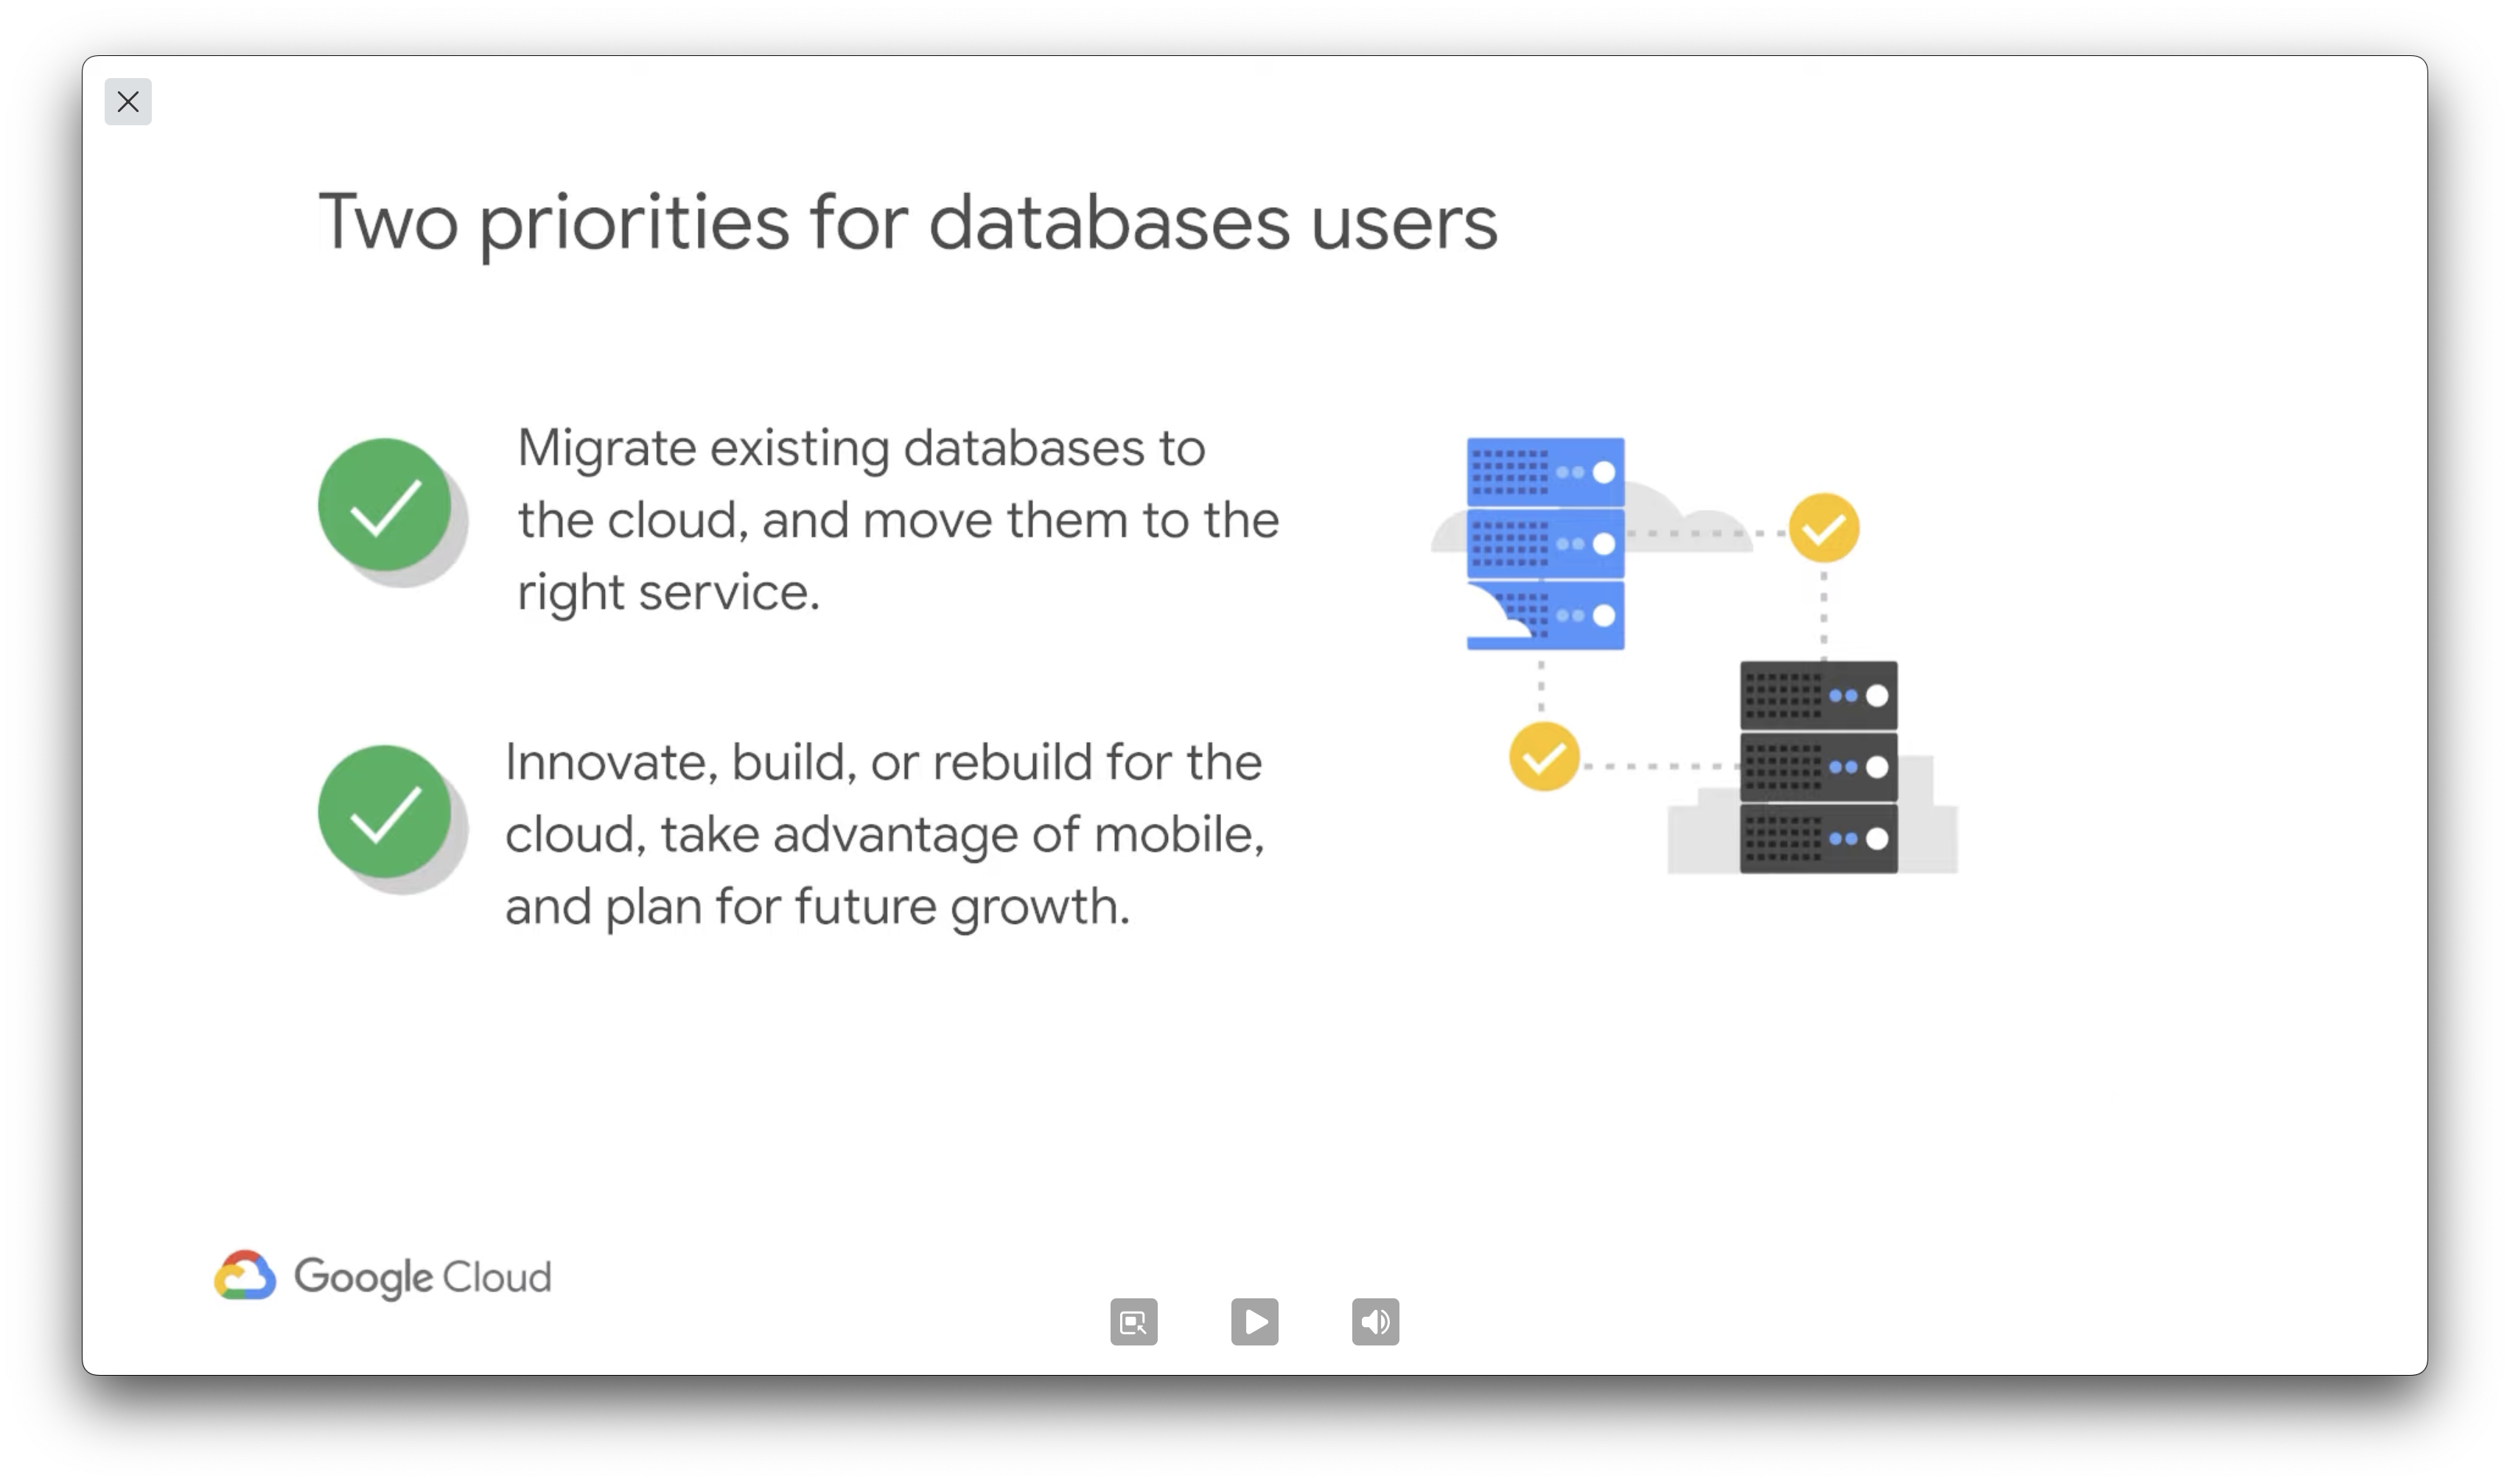 Two priorities for databases users
Migrate existing databases to
the cloud, and move them to the
right service.
Innovate, build, or rebuild for the
cloud, take advantage of mobile,
and plan for future growth.
Google Cloud